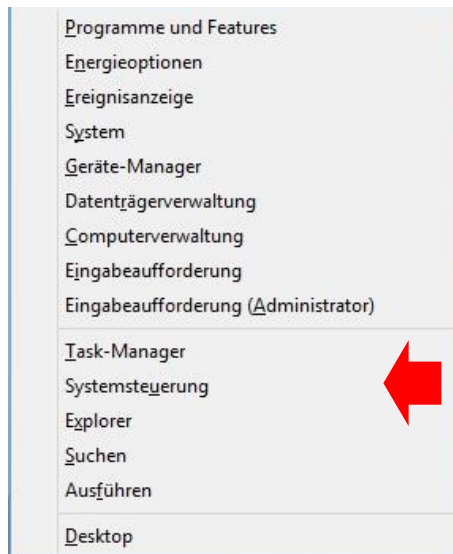 Programme und Features
Energieoptionen
Ereignisanzeige
System
Geräte-Manager
Datenträgerverwaltung
Computerverwaltung
Eingabeaufforderung
Eingabeaufforderung (Administrator)
Task-Manager
Systemsteuerung
Explorer
Suchen
Ausführen
Desktop